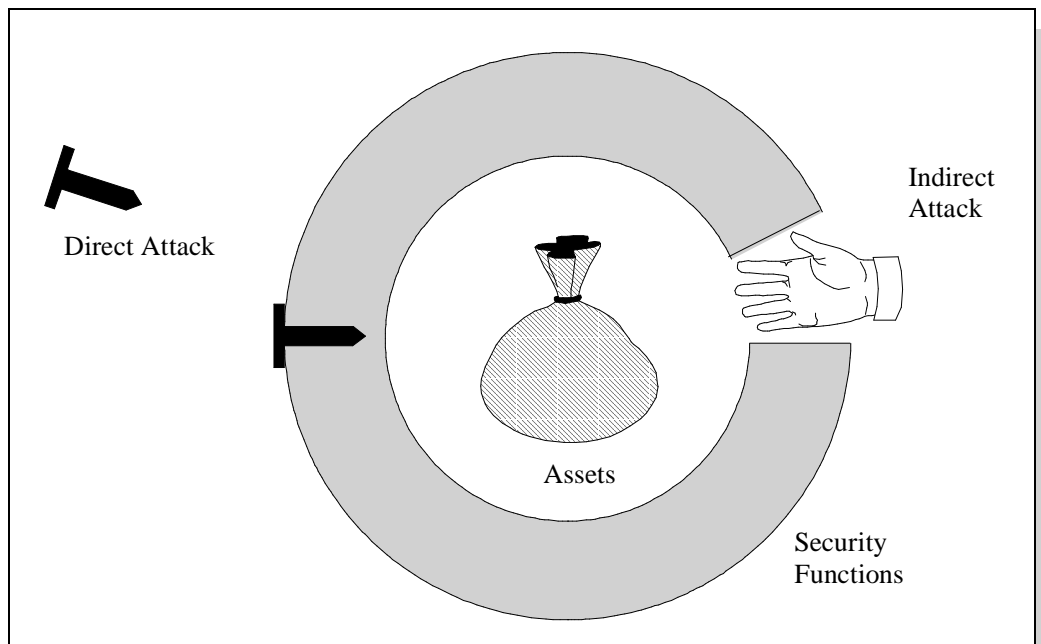 Indirect
Attack
Direct Attack
Assets
Security
Functions